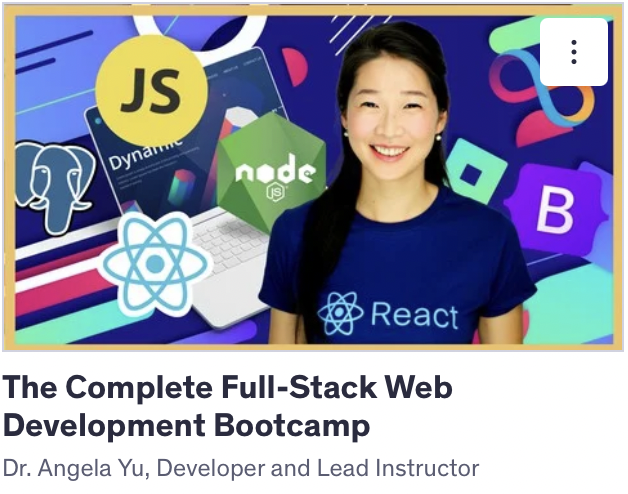 JS
Dynamic
node
JS
B
React
The Complete Full-Stack Web
Development Bootcamp
Dr. Angela Yu, Developer and Lead Instructor